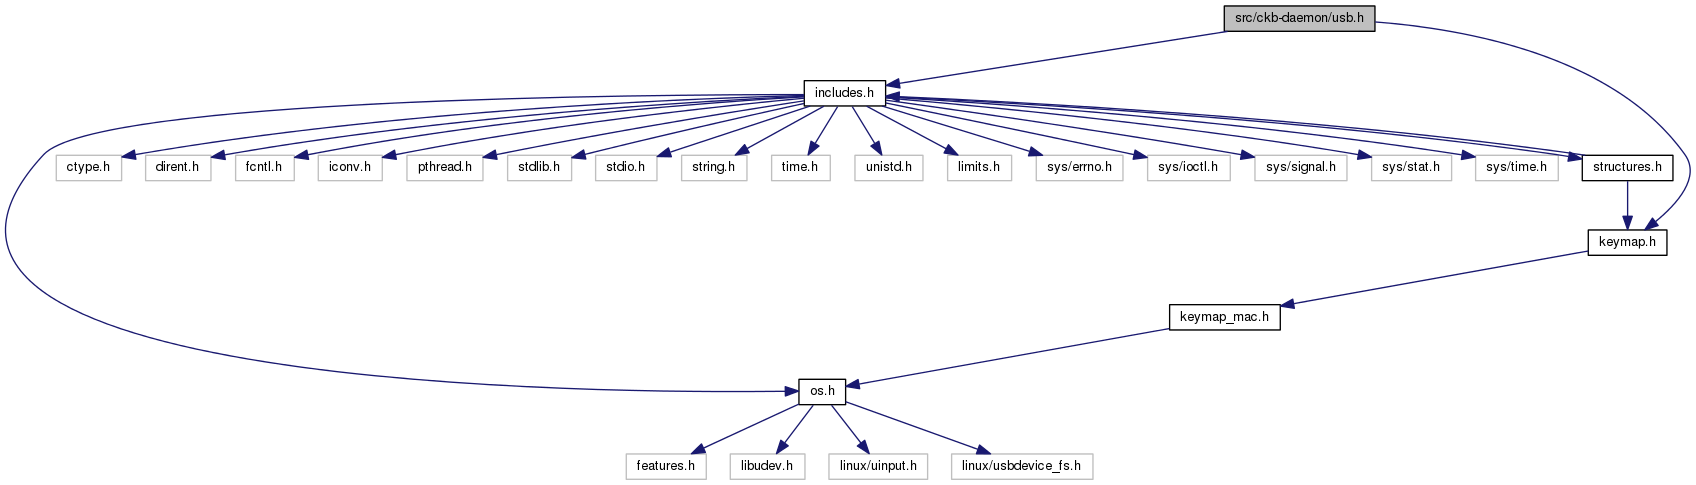 src/ckb-daemon/usb.h
includes.h
ctype.h
dirent.h
fcntl.h
iconv.h
pthread.h
stdlib.h
stdio.h
string.h
time.h
unistd.h
limits.h
sys/errno.h
sys/ioctl.h
sys/signal.h
sys/stat.h
sys/time.h
structures.h
keymap.h
keymap_mac.h
os.h
features.h
libudev.h
linux/uinput.h
linux/usbdevice_fs.h